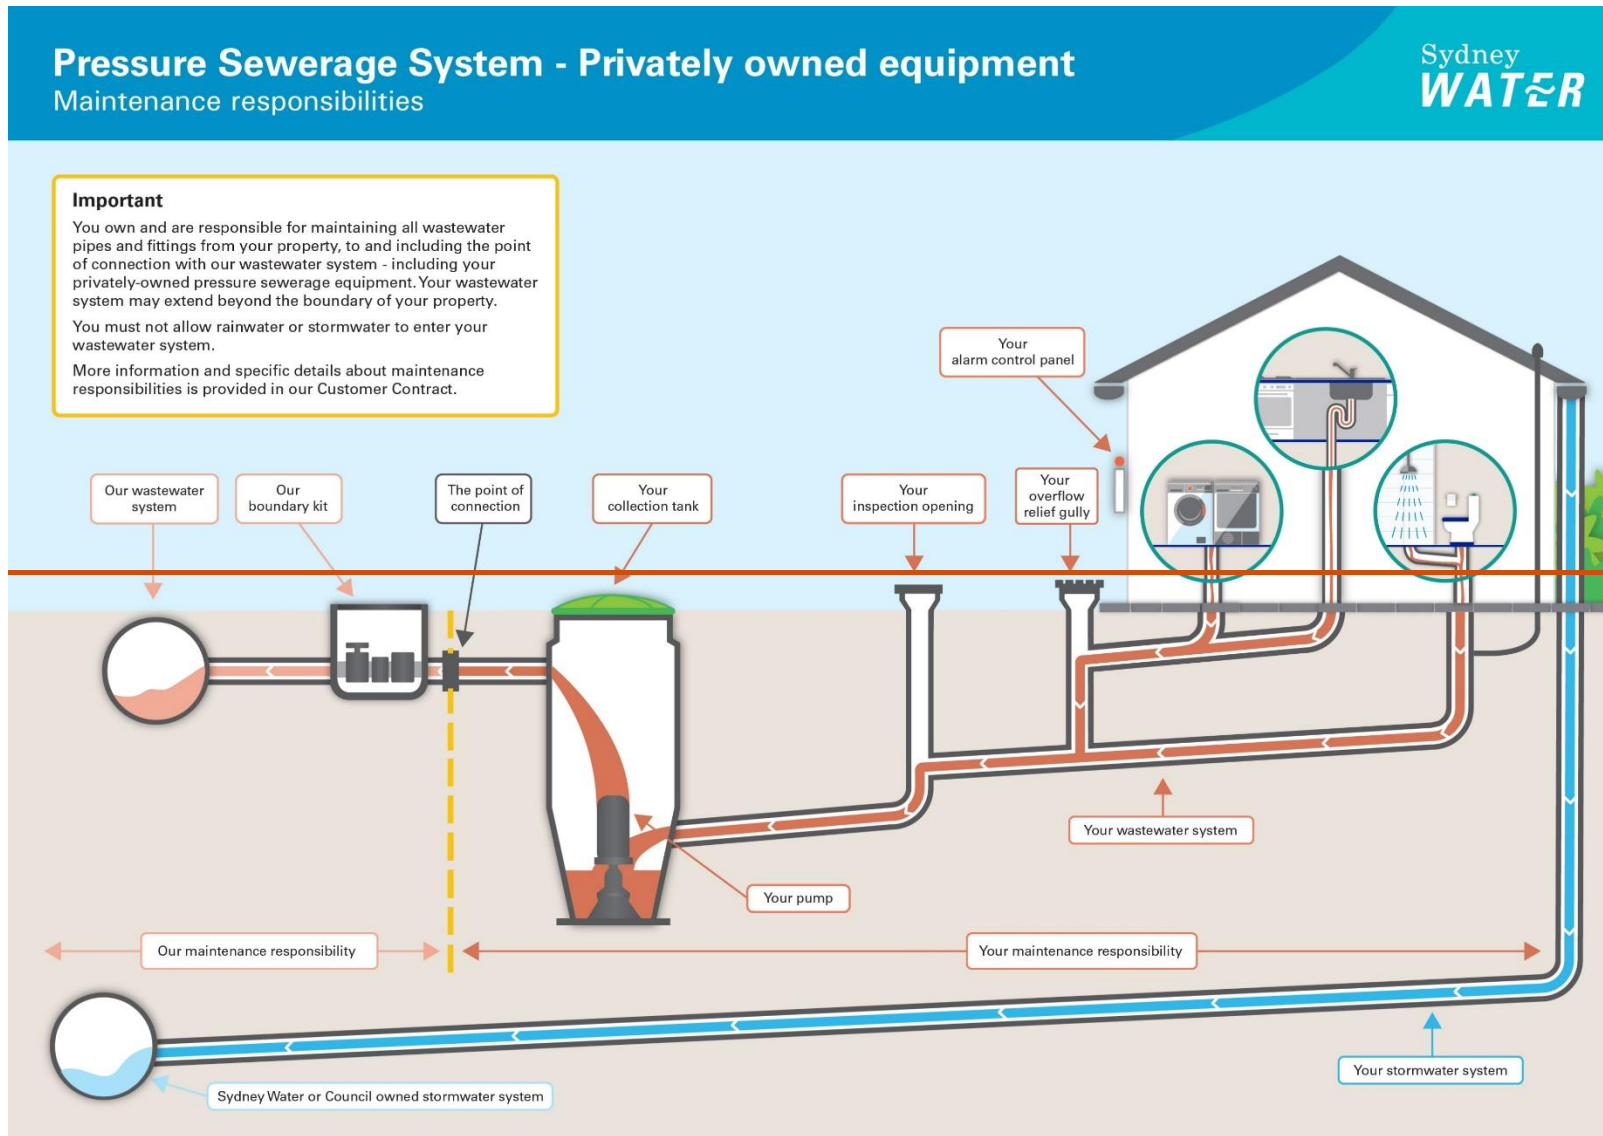 Pressure Sewerage System - Privately owned equipment
Maintenance responsibilities
Sydney
WATER
Important
You own and are responsible for maintaining all wastewater
pipes and fittings from your property, to and including the point
of connection with our wastewater system - including your
privately-owned pressure sewerage equipment. Your wastewater
system may extend beyond the boundary of your property.
You must not allow rainwater or stormwater to enter your
wastewater system.
More information and specific details about maintenance
responsibilities is provided in our Customer Contract.
Your
alarm control panel
Our wastewater
system
Our
boundary kit
The point of
connection
Your
collection tank
Your
inspection opening
Your
overflow
relief gully
Your wastewater system
Your pump
Our maintenance responsibility
Your maintenance responsibility
Your stormwater system
Sydney Water or Council owned stormwater system